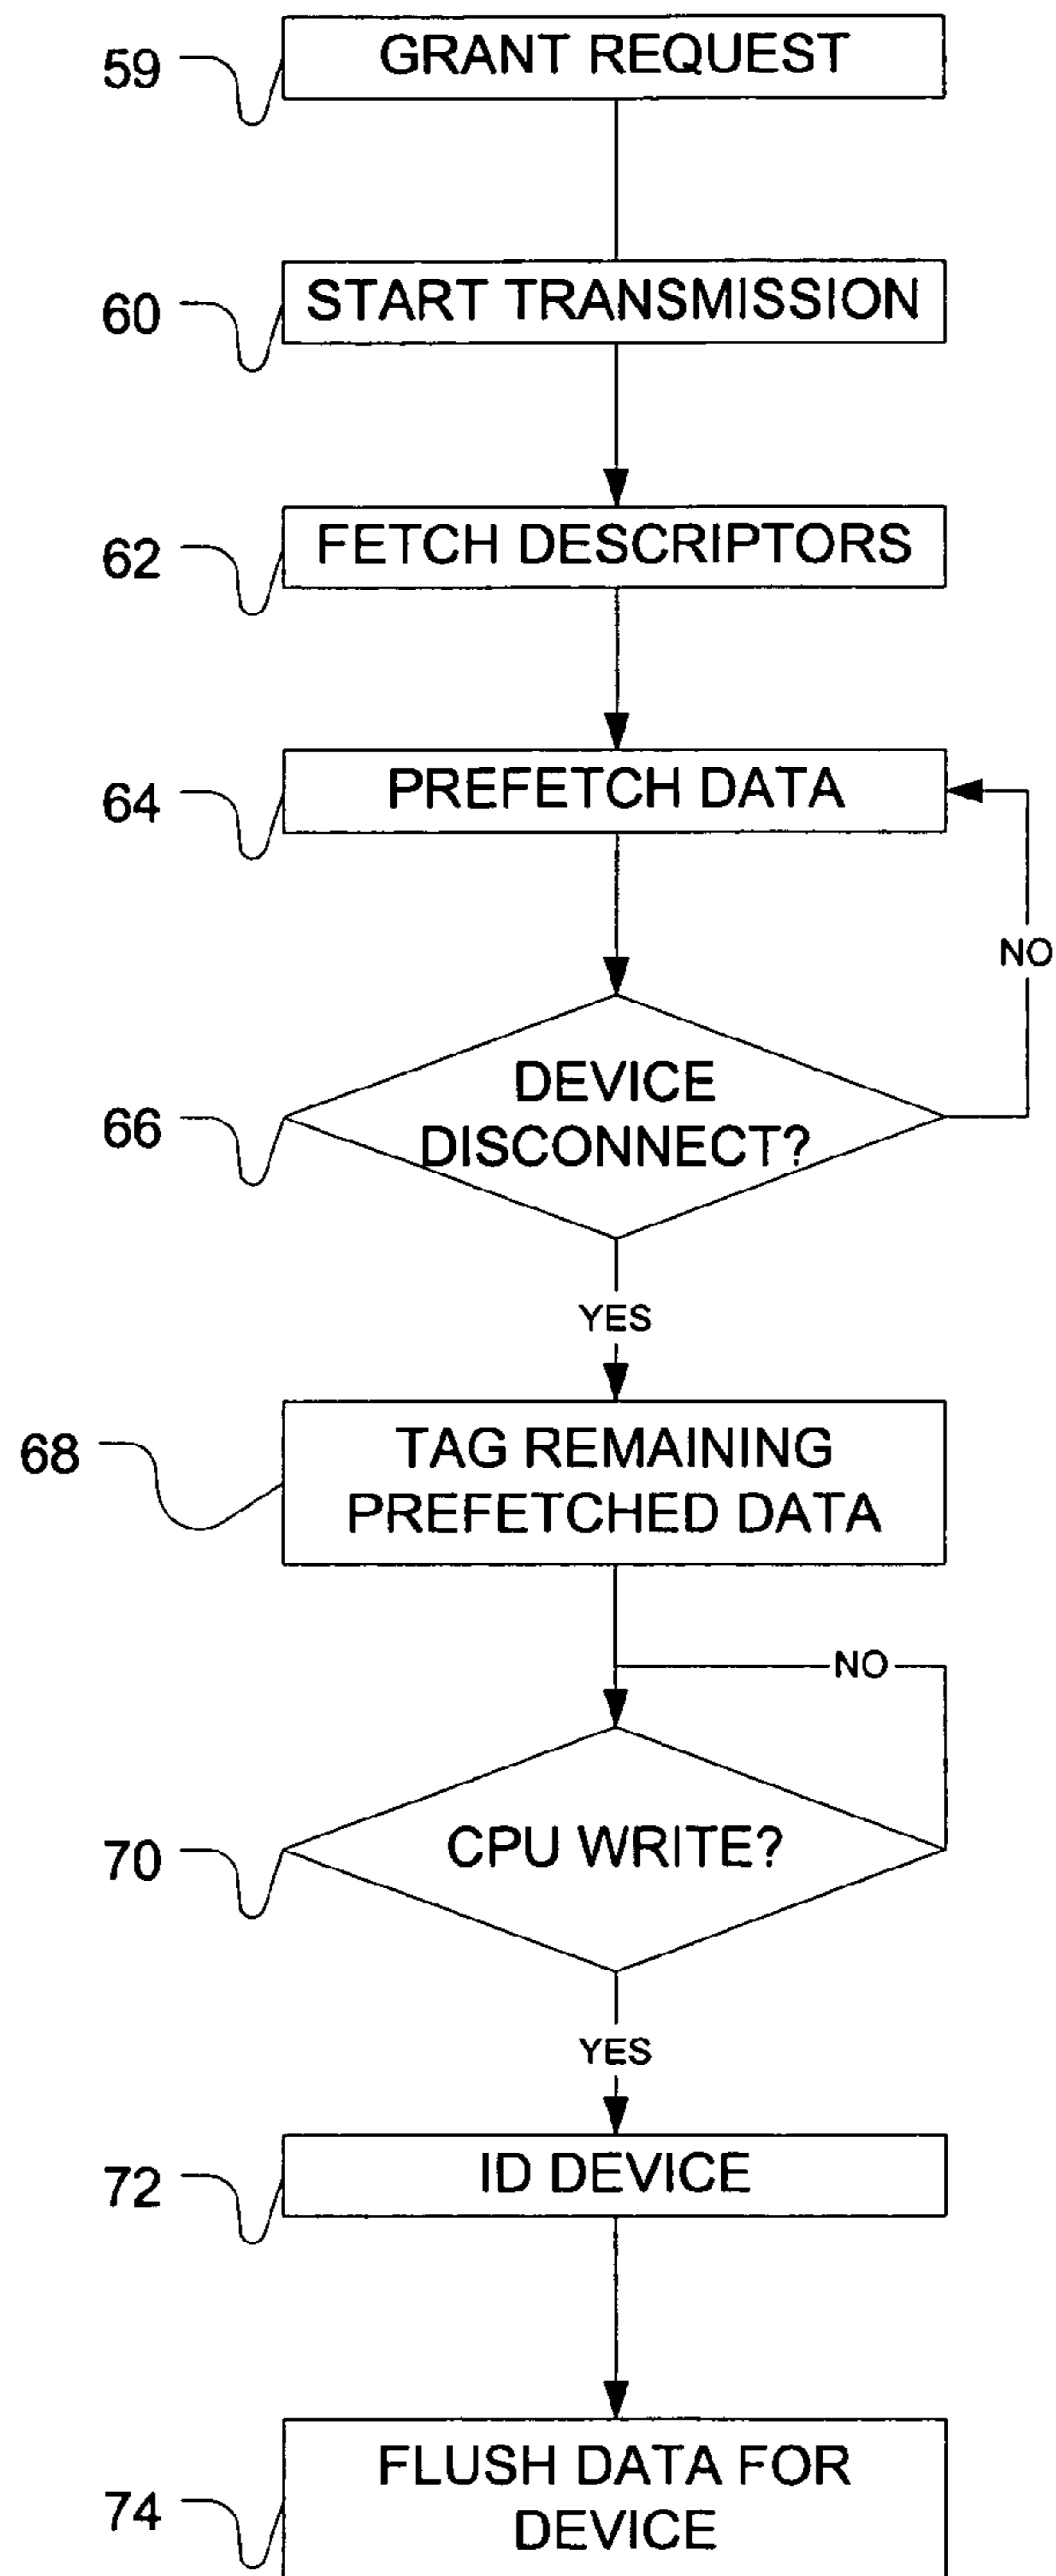 59
GRANT REQUEST
60
START TRANSMISSION
62
FETCH DESCRIPTORS
64
PREFETCH DATA
NO
66
DEVICE
DISCONNECT?
YES
68
TAG REMAINING
PREFETCHED DATA
NO
70
CPU WRITE?
YES
72
ID DEVICE
74
FLUSH DATA FOR
DEVICE